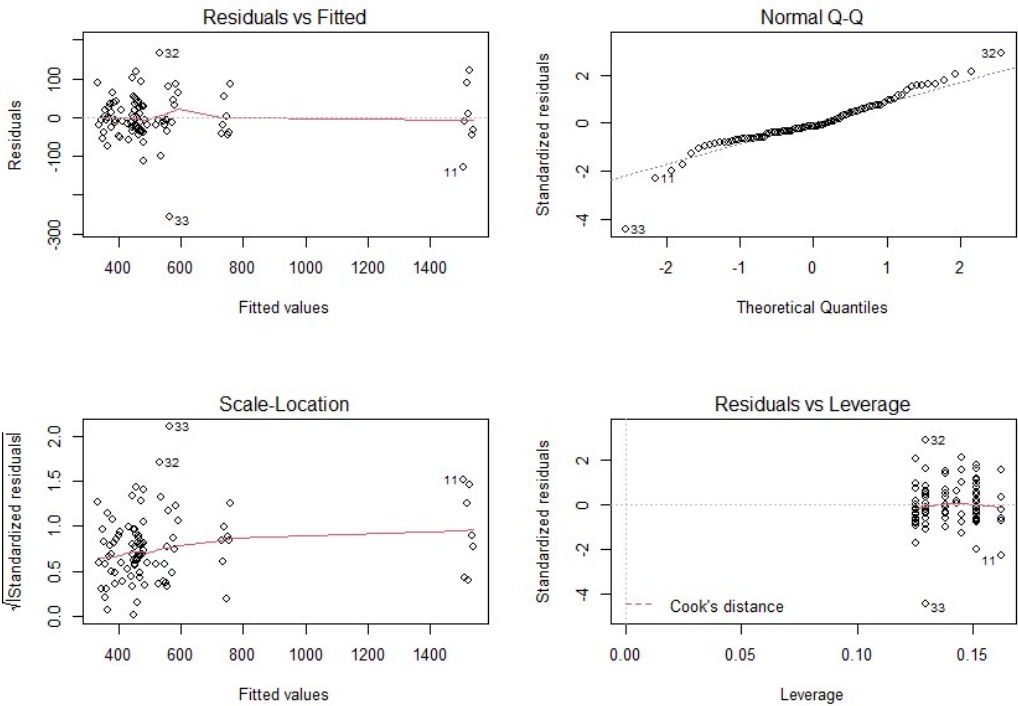 Residuals vs Fitted
Residuals
100
0
-100
-300
32
11
33
400 600 800 1000 1200 1400
Fitted values
Normal Q-Q
Standardized residuals
2
0
-2
-4
32
11
33
-2 -1 0 1 2
Theoretical Quantiles
Scale-Location
√|Standardized residuals|
2.0
1.5
1.0
0.5
0.0
33
32
11
400 600 800 1000 1200 1400
Fitted values
Residuals vs Leverage
Standardized residuals
2
0
-2
-4
32
11
33
Cook's distance
0.00 0.05 0.10 0.15
Leverage